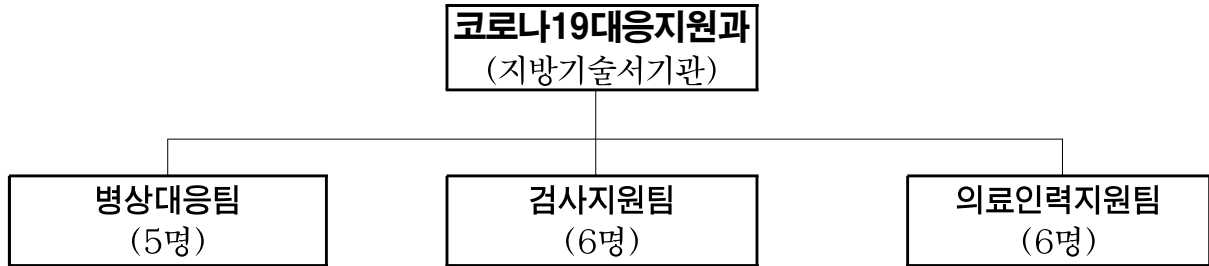 코로나19대응지원과
(지방기술서기관)
병상대응팀
(5명)
검사지원팀
(6명)
의료인력지원팀
(6명)